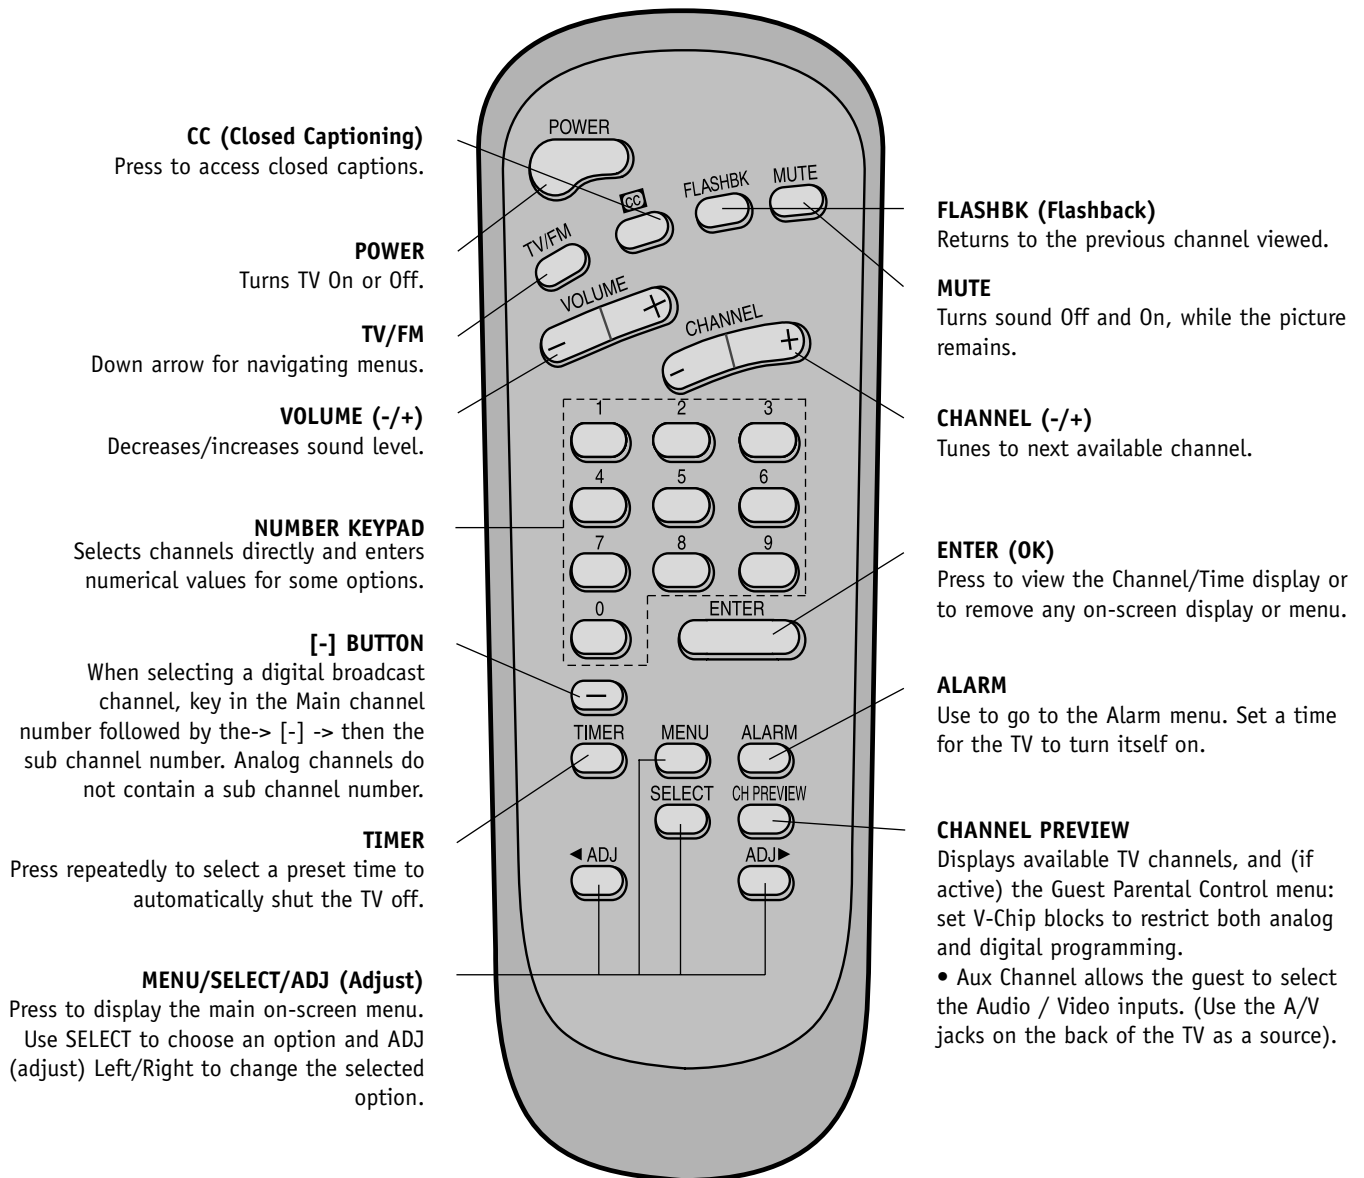 CC (Closed Captioning)
Press to access closed captions.
POWER
Turns TV On or Off.
TV/FM
Down arrow for navigating menus.
VOLUME (-/+)
Decreases/increases sound level.
NUMBER KEYPAD
Selects channels directly and enters
numerical values for some options.
[-] BUTTON
When selecting a digital broadcast
channel, key in the Main channel
number followed by the-> [-] -> then the
sub channel number. Analog channels do
not contain a sub channel number.
TIMER
Press repeatedly to select a preset time to
automatically shut the TV off.
MENU/SELECT/ADJ (Adjust)
Press to display the main on-screen menu.
Use SELECT to choose an option and ADJ
(adjust) Left/Right to change the selected
option.
POWER
CC
FLASHBK
MUTE
TV/FM
VOLUME
- +
CHANNEL
- +
1 2 3
4 5 6
7 8 9
0 ENTER
–
TIMER MENU ALARM
SELECT CH PREVIEW
◄ ADJ ADJ►
FLASHBK (Flashback)
Returns to the previous channel viewed.
MUTE
Turns sound Off and On, while the picture
remains.
CHANNEL (-/+)
Tunes to next available channel.
ENTER (OK)
Press to view the Channel/Time display or
to remove any on-screen display or menu.
ALARM
Use to go to the Alarm menu. Set a time
for the TV to turn itself on.
CHANNEL PREVIEW
Displays available TV channels, and (if
active) the Guest Parental Control menu:
set V-Chip blocks to restrict both analog
and digital programming.
• Aux Channel allows the guest to select
the Audio / Video inputs. (Use the A/V
jacks on the back of the TV as a source).